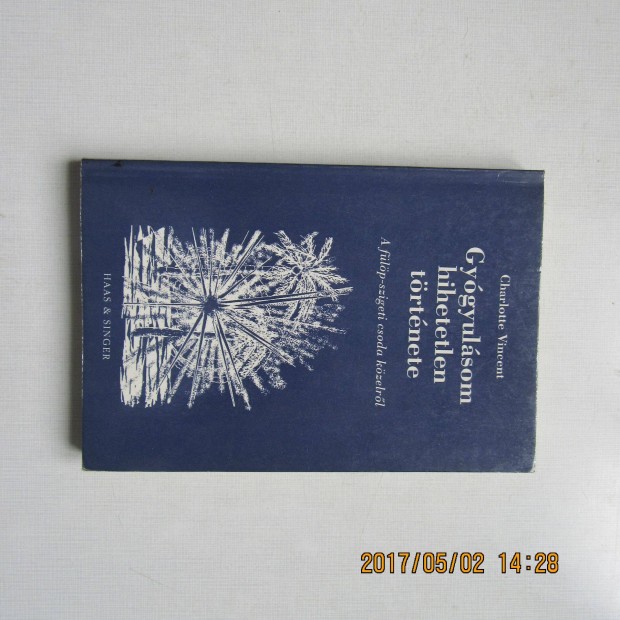 Charlotte Vincent
Gyógyulásom
hihetetlen
története
A fülöp-szigeti csoda közelről
HAAS & SINGER
2017/05/02 14:28